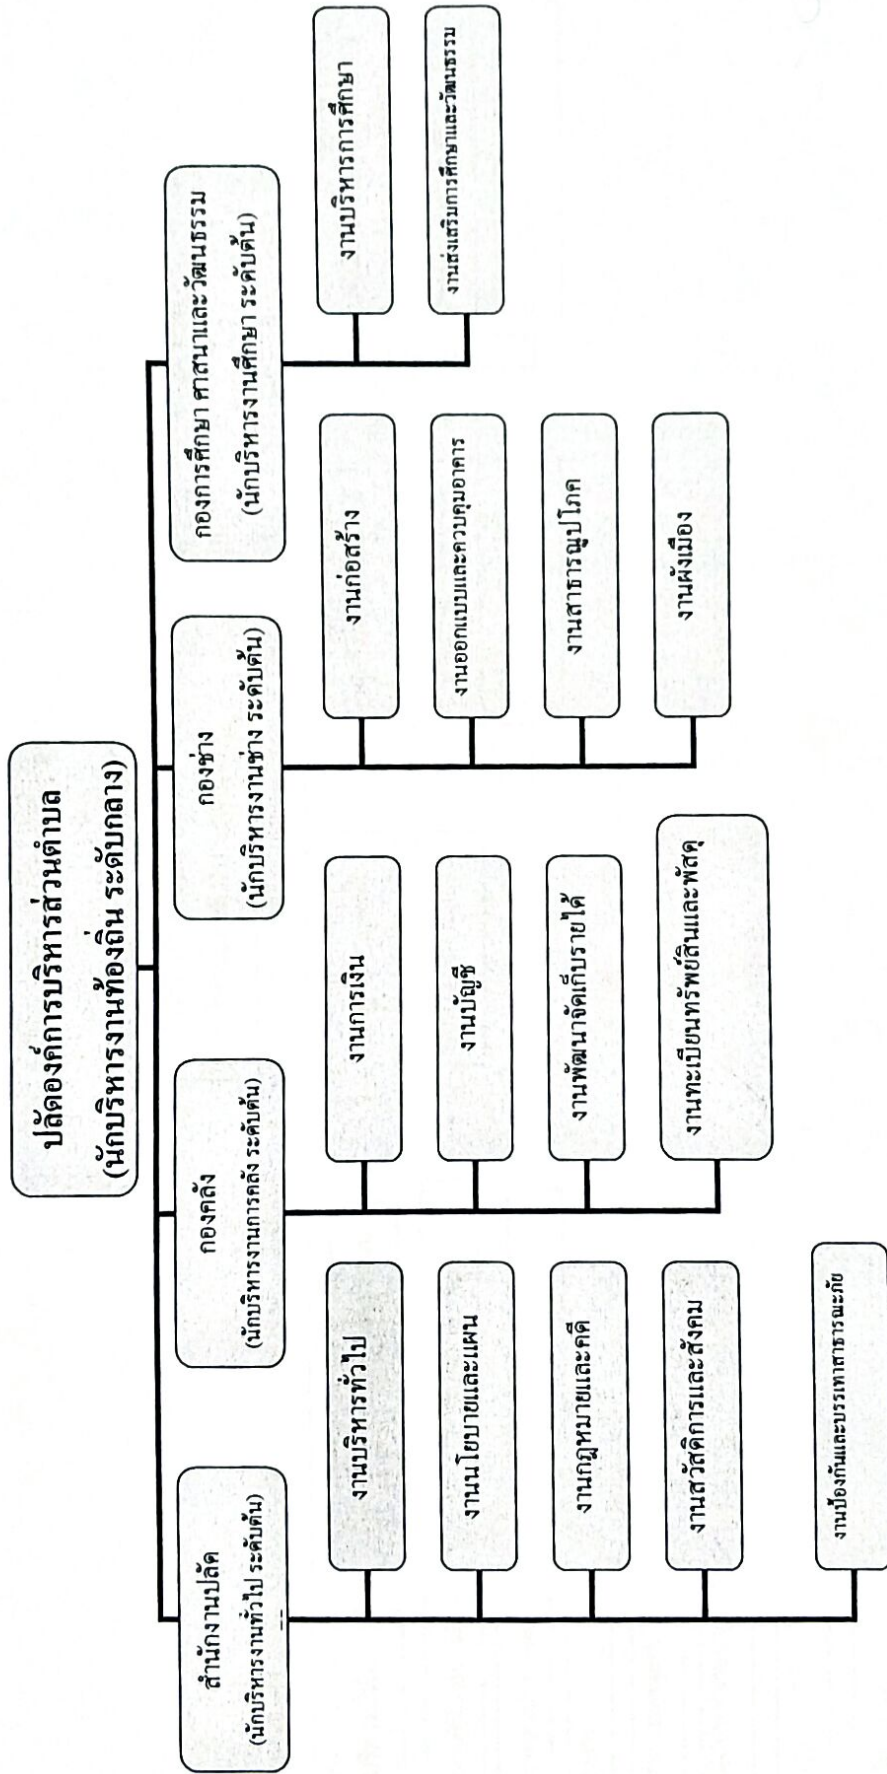 ปลัดองค์การบริหารส่วนตำบล
(นักบริหารงานท้องถิ่น ระดับกลาง)
สำนักงานปลัด
(นักบริหารงานทั่วไป ระดับต้น)
งานบริหารทั่วไป
งานนโยบายและแผน
งานกฎหมายและคดี
งานสวัสดิการและสังคม
งานป้องกันและบรรเทาสาธารณะภัย
กองคลัง
(นักบริหารงานการคลัง ระดับต้น)
งานการเงิน
งานบัญชี
งานพัฒนาจัดเก็บรายได้
งานทะเบียนทรัพย์สินและพัสดุ
กองช่าง
(นักบริหารงานช่าง ระดับต้น)
งานก่อสร้าง
งานออกแบบและควบคุมอาคาร
งานสาธารณูปโภค
งานผังเมือง
กองการศึกษา ศาสนาและวัฒนธรรม
(นักบริหารงานศึกษา ระดับต้น)
งานบริหารการศึกษา
งานส่งเสริมการศึกษาและวัฒนธรรม